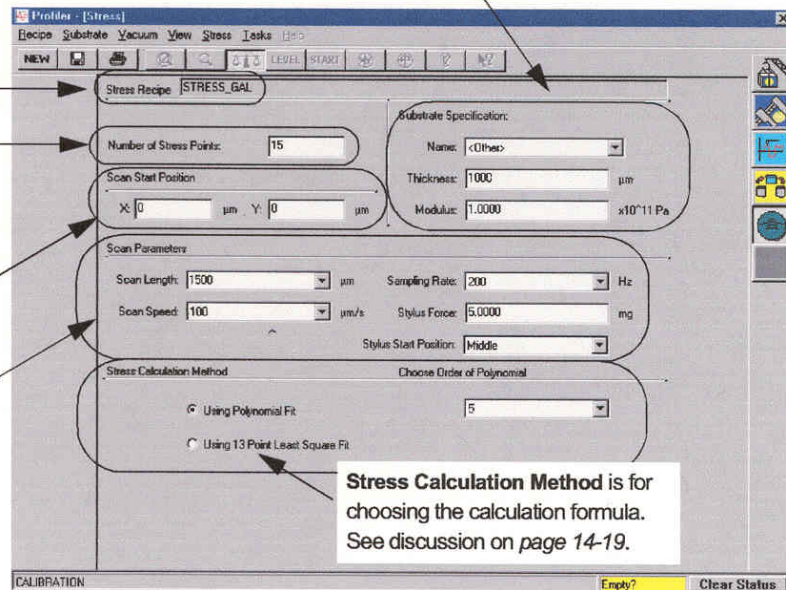 Profiler - [Stress]
Recipe Substrate Vacuum View Stress Tasks Help
NEW LEVEL START
Stress Recipe STRESS_GAL
Number of Stress Points: 15
Scan Start Position
X: 0 µm Y: 0 µm
Substrate Specification:
Name: <Other>
Thickness: 1000 µm
Modulus: 1.0000 x10^11 Pa
Scan Parameters
Scan Length: 1500 µm Sampling Rate: 200 Hz
Scan Speed: 100 µm/s Stylus Force: 5.0000 mg
Stylus Start Position: Middle
Stress Calculation Method Choose Order of Polynomial
Using Polynomial Fit 5
Using 13 Point Least Square Fit
Stress Calculation Method is for
choosing the calculation formula.
See discussion on page 14-19.
CALIBRATION Empty? Clear Status